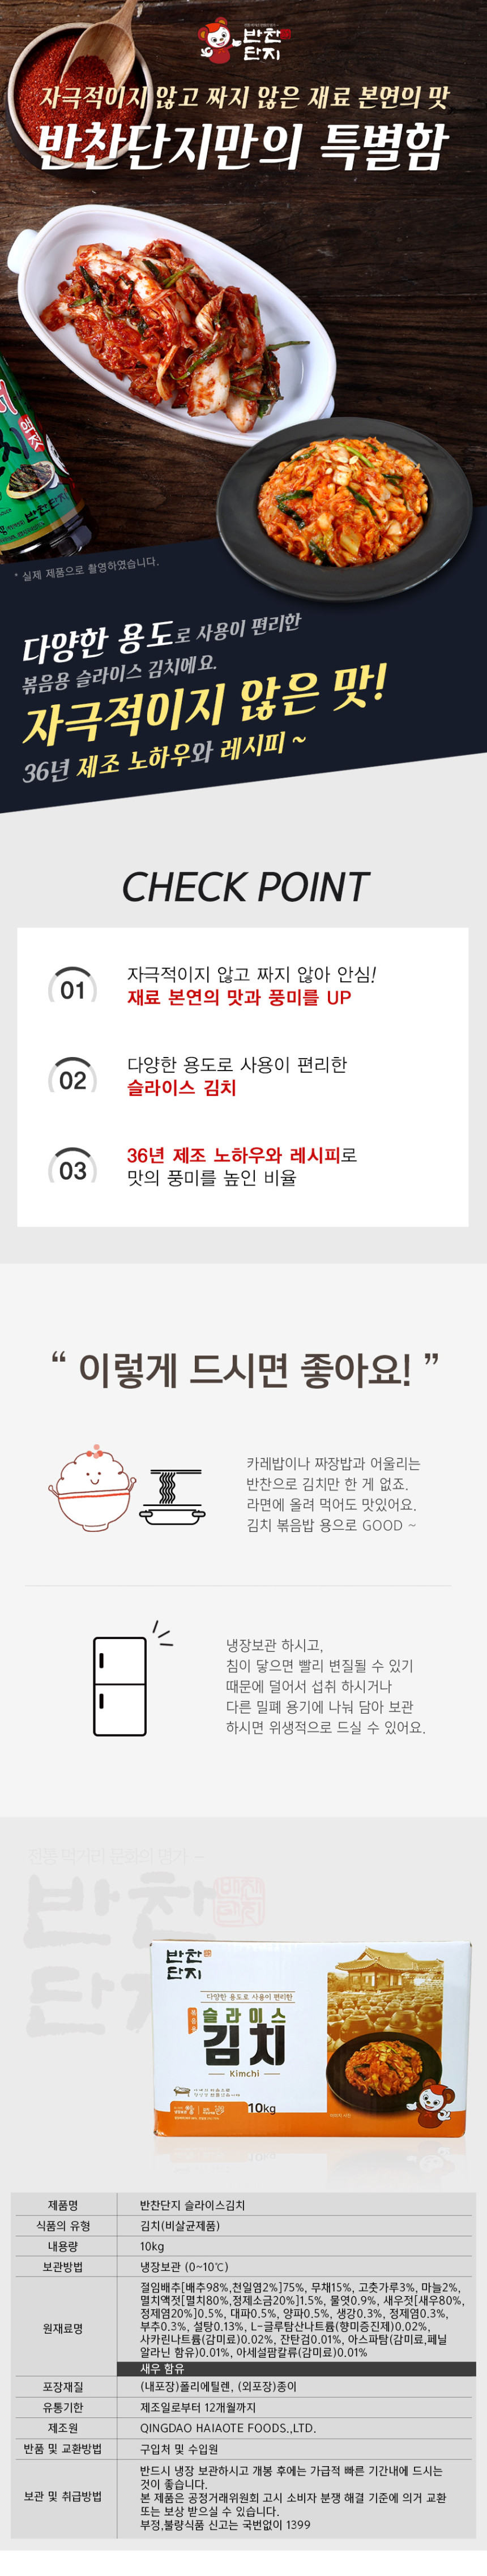 반찬
단지
자극적이지 않고 짜지 않은 재료 본연의 맛
반찬단지만의 특별함
반찬단지
* 실제 제품으로 촬영하였습니다.
다양한 용도로 사용이 편리한
볶음용 슬라이스 김치에요.
자극적이지 않은 맛!
36년 제조 노하우와 레시피 ~
CHECK POINT
01
자극적이지 않고 짜지 않아 안심!
재료 본연의 맛과 풍미를 UP
02
다양한 용도로 사용이 편리한
슬라이스 김치
03
36년 제조 노하우와 레시피로
맛의 풍미를 높인 비율
“ 이렇게 드시면 좋아요! ”
카레밥이나 짜장밥과 어울리는
반찬으로 김치만 한 게 없죠.
라면에 올려 먹어도 맛있어요.
김치 볶음밥 용으로 GOOD ~
냉장보관 하시고,
침이 닿으면 빨리 변질될 수 있기
때문에 덜어서 섭취 하시거나
다른 밀폐 용기에 나눠 담아 보관
하시면 위생적으로 드실 수 있어요.
전통 먹거리 문화의 명가 ~
반찬
단지
반찬
단지
다양한 용도로 사용이 편리한
볶음용
슬라이스
김치
Kimchi
10kg
제품명 반찬단지 슬라이스김치
식품의 유형 김치(비살균제품)
내용량 10kg
보관방법 냉장보관 (0~10℃)
원재료명 절임배추[배추98%,천일염2%]75%, 무채15%, 고춧가루3%, 마늘2%,
멸치액젓[멸치80%,정제소금20%]1.5%, 물엿0.9%, 새우젓[새우80%,
정제염20%]0.5%, 대파0.5%, 양파0.5%, 생강0.3%, 정제염0.3%,
부추0.3%, 설탕0.13%, L-글루탐산나트륨(향미증진제)0.02%,
사카린나트륨(감미료)0.02%, 잔탄검0.01%, 아스파탐(감미료,페닐
알라닌 함유)0.01%, 아세설팜칼륨(감미료)0.01%
새우 함유
포장재질 (내포장)폴리에틸렌, (외포장)종이
유통기한 제조일로부터 12개월까지
제조원 QINGDAO HAIAOTE FOODS.,LTD.
반품 및 교환방법 구입처 및 수입원
보관 및 취급방법 반드시 냉장 보관하시고 개봉 후에는 가급적 빠른 기간내에 드시는
것이 좋습니다.
본 제품은 공정거래위원회 고시 소비자 분쟁 해결 기준에 의거 교환
또는 보상 받으실 수 있습니다.
부정,불량식품 신고는 국번없이 1399